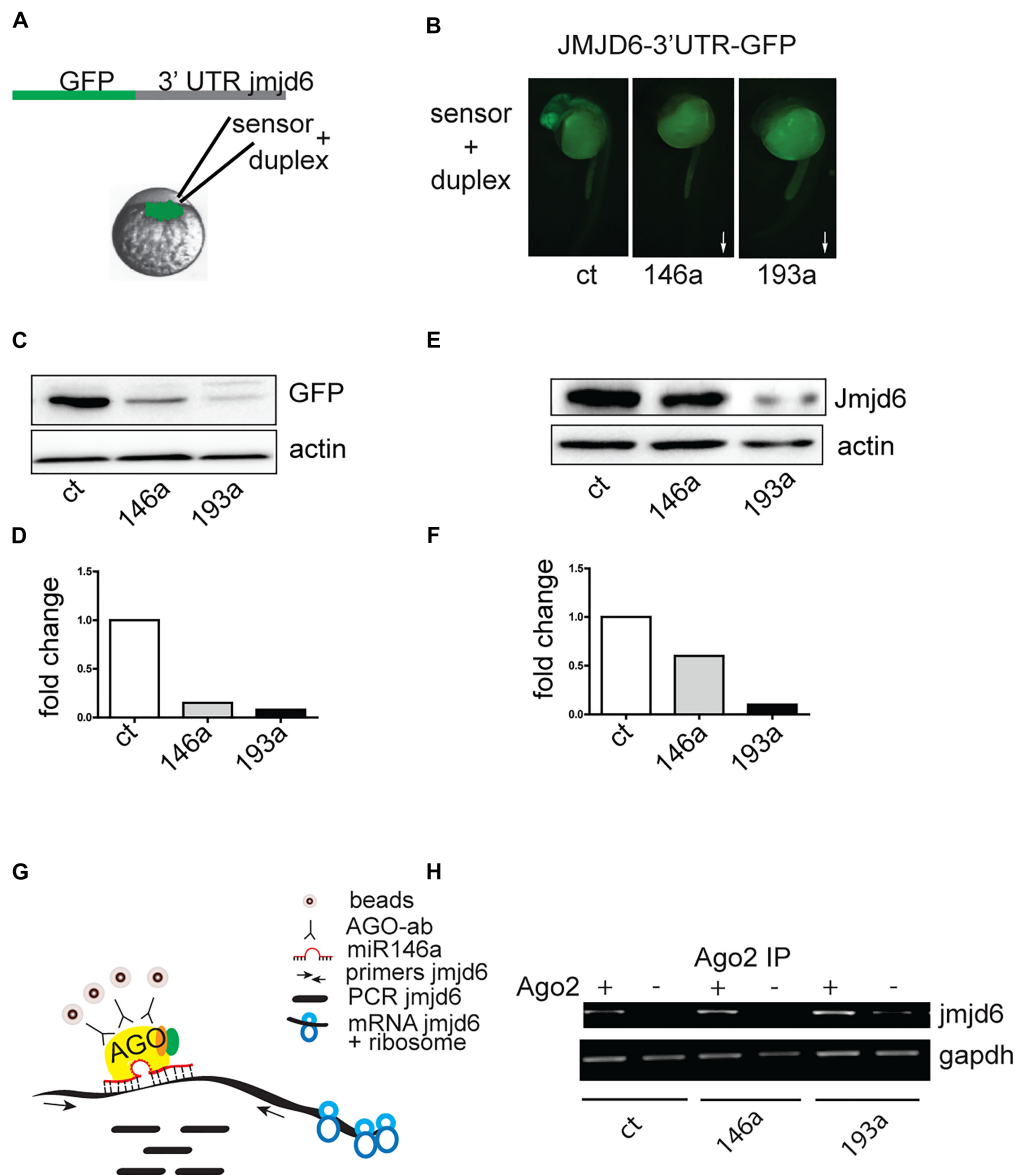 A
GFP 3' UTR jmjd6
sensor
+
duplex
B
JMJD6-3'UTR-GFP
sensor
+
duplex
ct 146a 193a
C
GFP
actin
ct 146a 193a
D
fold change
1.5
1.0
0.5
0.0
ct 146a 193a
E
Jmjd6
actin
ct 146a 193a
F
fold change
1.5
1.0
0.5
0.0
ct 146a 193a
G
beads
AGO-ab
miR146a
primers jmjd6
PCR jmjd6
mRNA jmjd6
+ ribosome
AGO
H
Ago2 IP
Ago2 + - + - + -
jmjd6
gapdh
ct 146a 193a